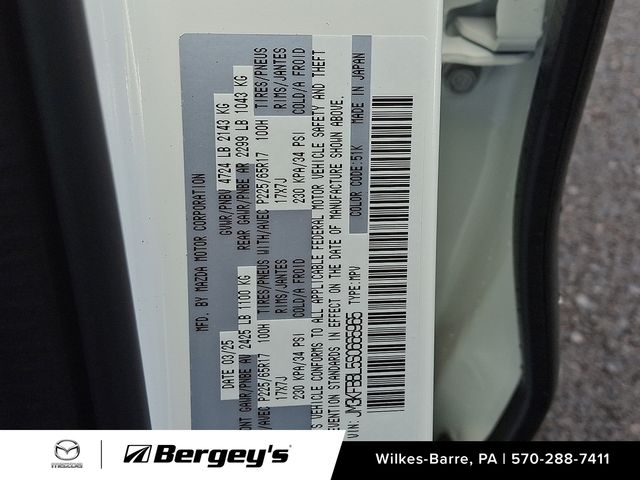 MFD. BY MAZDA MOTOR CORPORATION
DATE 03/25 GVWR/PNBV 4724 LB 2143 KG
ONT GAWR/PNBE AV 2425 LB 1100 KG REAR GAWR/PNBE AR 2299 LB 1043 KG
AVEC P225/65R17 100H TIRES/PNEUS WITH/AVEC P225/65R17 100H TIRES/PNEUS
17X7J RIMS/JANTES 17X7J RIMS/JANTES
230 KPA/34 PSI COLD/A FROID 230 KPA/34 PSI COLD/A FROID
S VEHICLE CONFORMS TO ALL APPLICABLE FEDERAL MOTOR VEHICLE SAFETY AND THEFT
EVENTION STANDARDS IN EFFECT ON THE DATE OF MANUFACTURE SHOWN ABOVE.
VIN: TYPE:MPV COLOR CODE:51K MADE IN JAPAN
mazda
Bergey's
Wilkes-Barre, PA | 570-288-7411